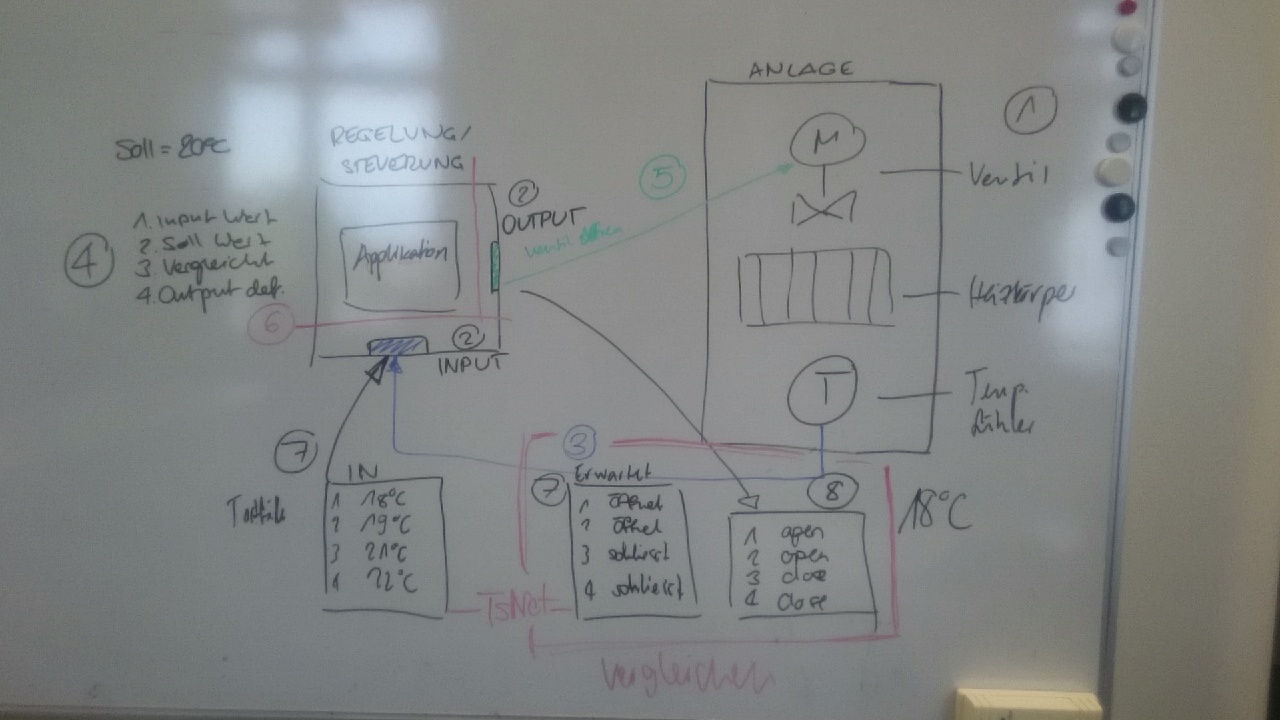 ANLAGE
1
M
Ventil
Soll = 20°C
REGELUNG/
STEUERUNG
5
2
OUTPUT
Ventil öffnen
4
1. Input Wert
2. Soll Wert
3 Vergleicht
4. Output def.
Applikation
Heizkörper
6
2
INPUT
T
Temp.
fühler
7
IN
1 18°C
2 19°C
3 21°C
4 22°C
3
Erwartet
7
1 öffnet
2 öffnet
3 schliesst
4 schliesst
8
1 open
2 open
3 close
4 close
18°C
vergleichen